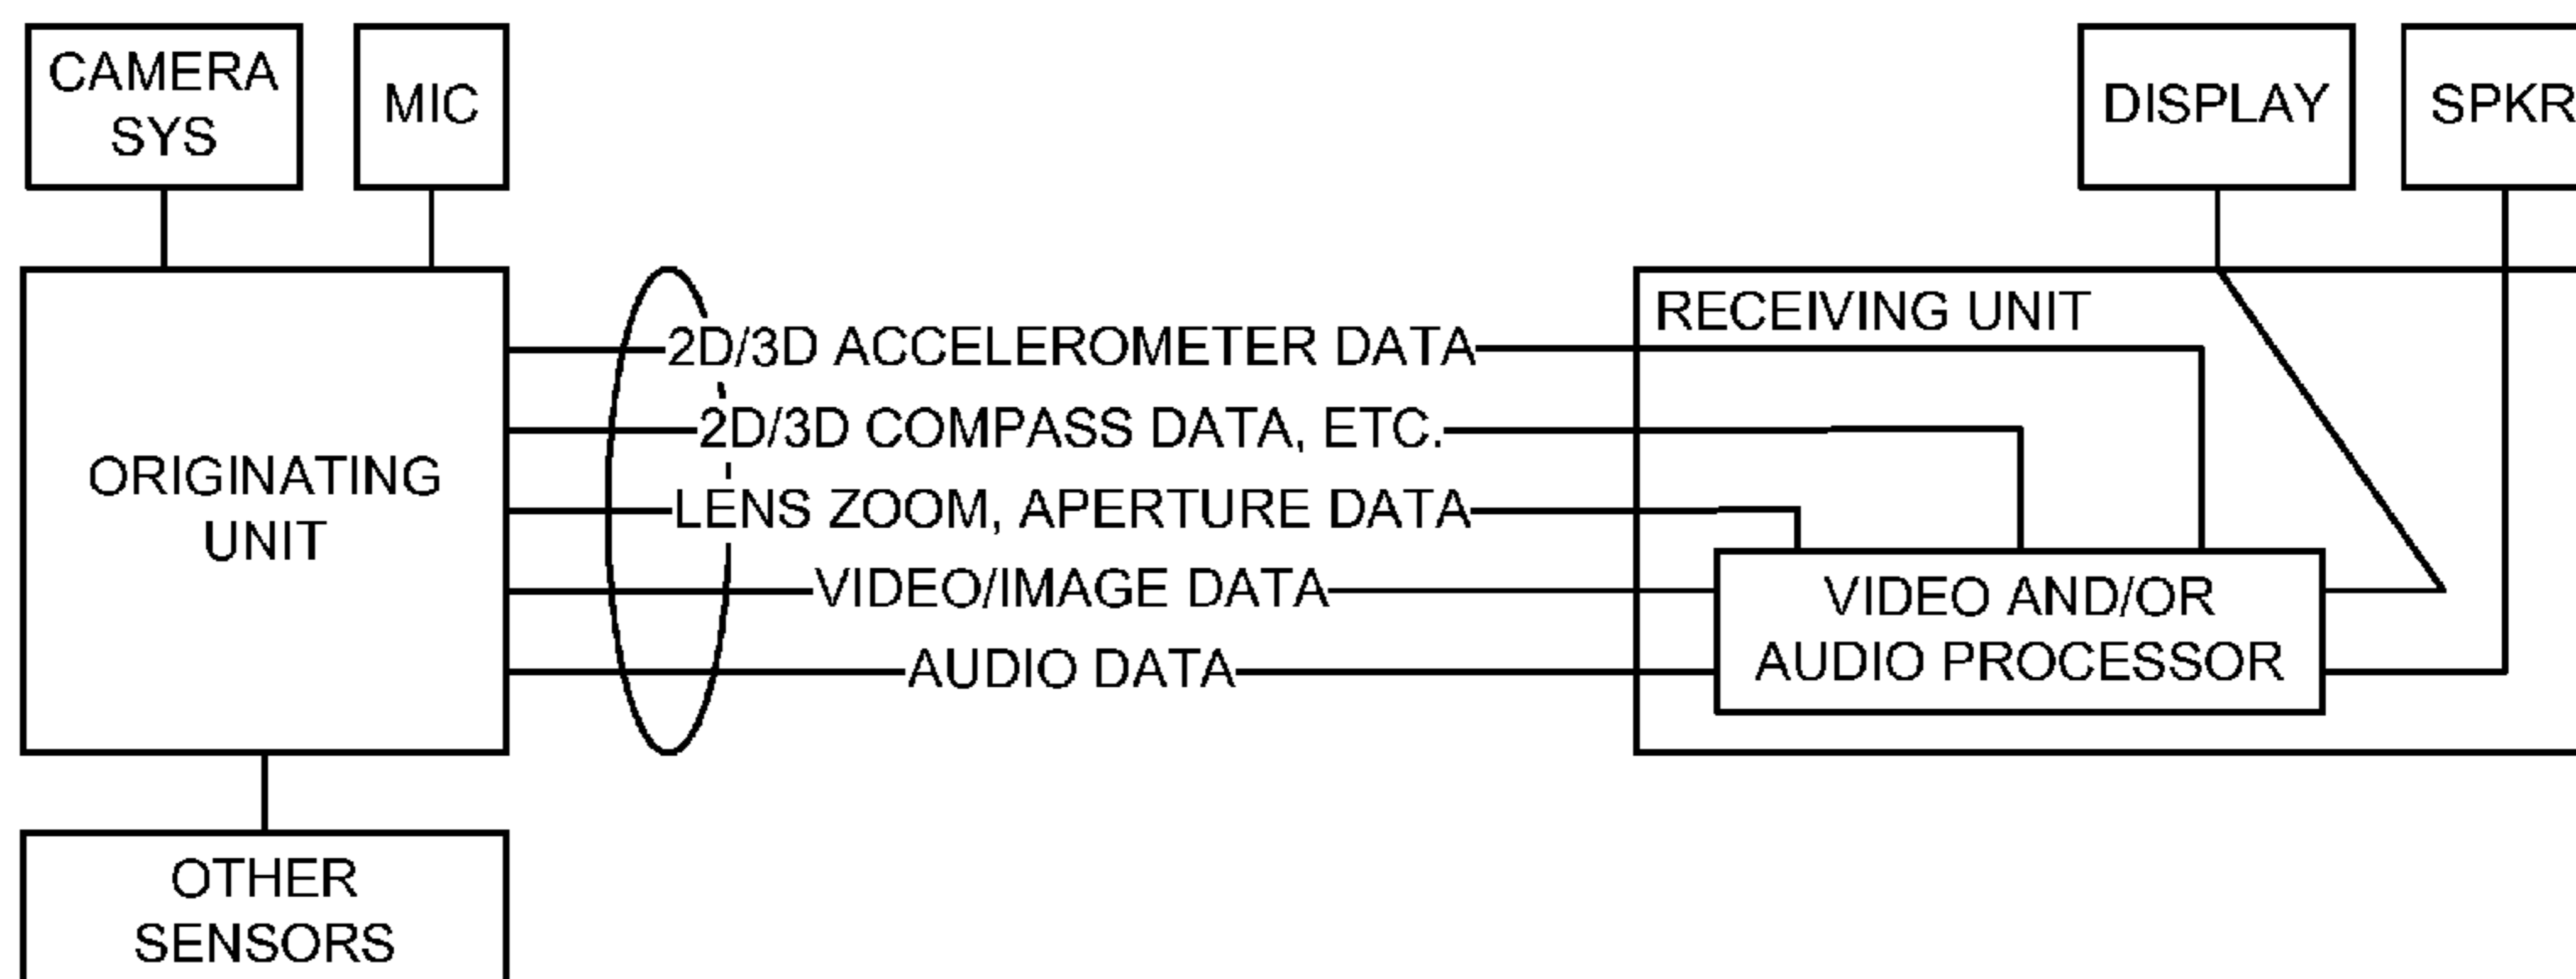 CAMERA
SYS
MIC
DISPLAY
SPKR
ORIGINATING
UNIT
2D/3D ACCELEROMETER DATA
2D/3D COMPASS DATA, ETC.
LENS ZOOM, APERTURE DATA
VIDEO/IMAGE DATA
AUDIO DATA
RECEIVING UNIT
VIDEO AND/OR
AUDIO PROCESSOR
OTHER
SENSORS